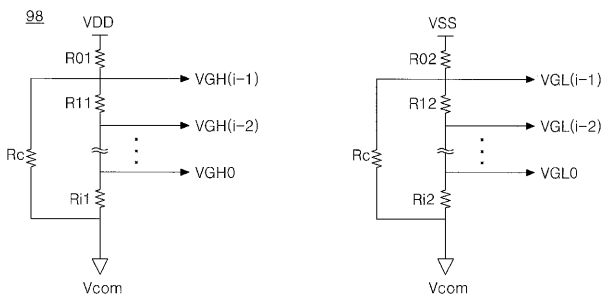 98
VDD
R01
VGH(i-1)
R11
VGH(i-2)
Rc
VGH0
Ri1
Vcom
VSS
R02
VGL(i-1)
R12
VGL(i-2)
Rc
VGL0
Ri2
Vcom